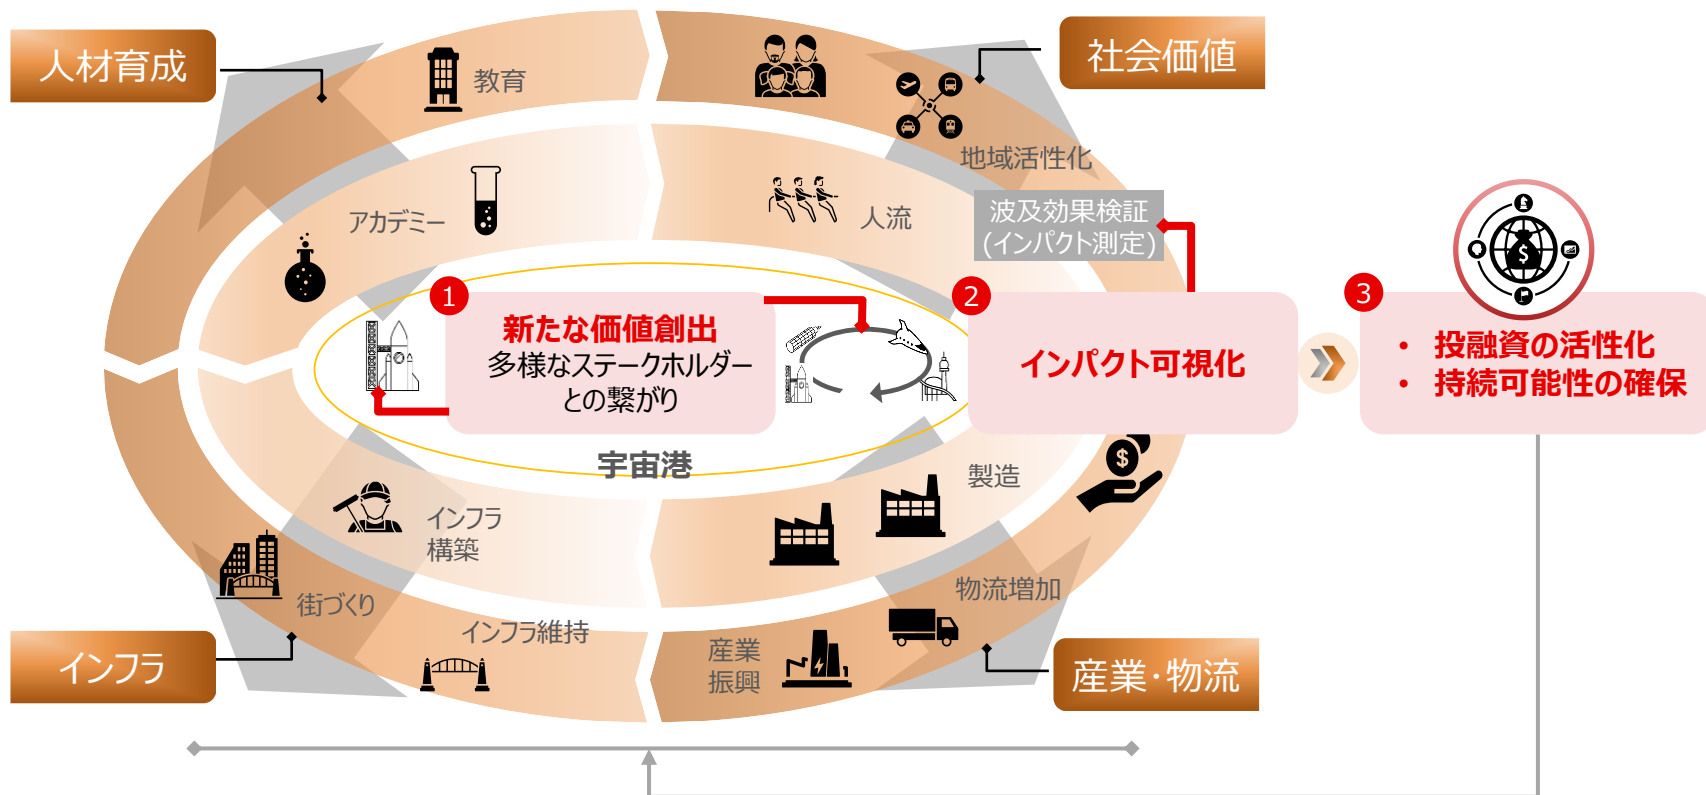 人材育成
教育
社会価値
地域活性化
アカデミー
人流
波及効果検証
(インパクト測定)
1
新たな価値創出
多様なステークホルダー
との繋がり
2
インパクト可視化
3
• 投融資の活性化
• 持続可能性の確保
宇宙港
インフラ
構築
製造
街づくり
インフラ維持
産業
振興
物流増加
インフラ
産業・物流